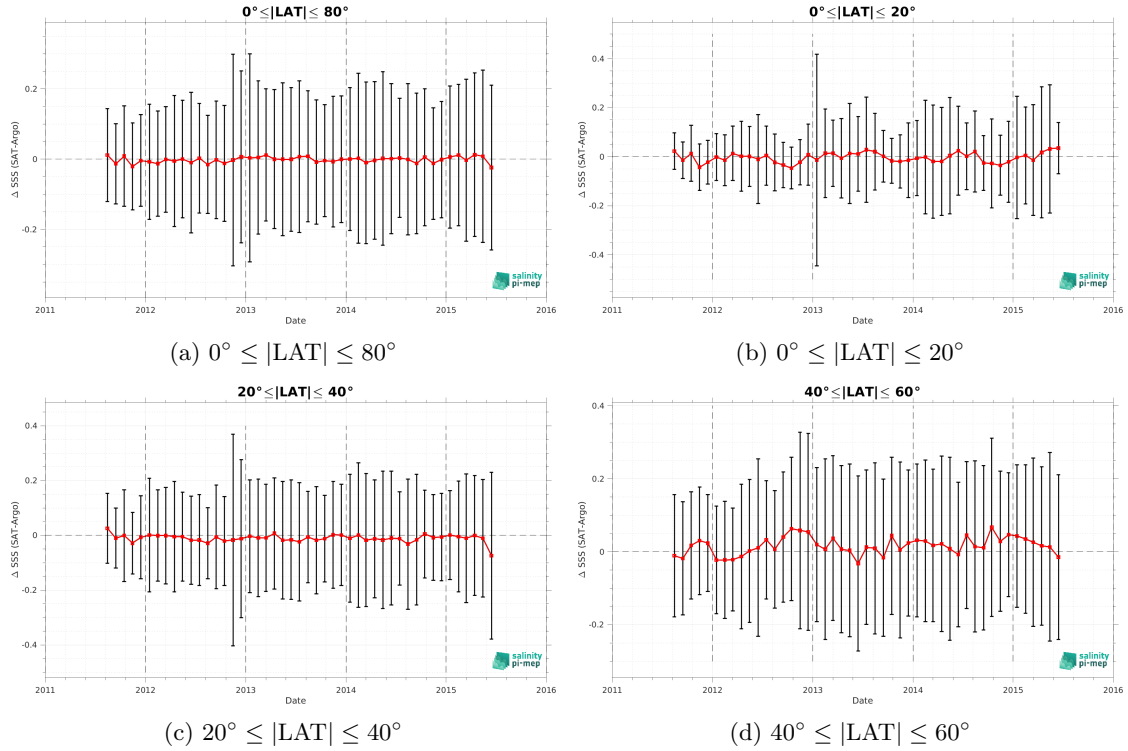 0°≤|LAT|≤ 80°
Δ SSS (SAT-Argo)
0.2
0
-0.2
2011
2012
2013
2014
2015
2016
Date
salinity
pi-mep
(a) 0° ≤ |LAT| ≤ 80°
0°≤|LAT|≤ 20°
Δ SSS (SAT-Argo)
0.4
0.2
0
-0.2
-0.4
2011
2012
2013
2014
2015
2016
Date
salinity
pi-mep
(b) 0° ≤ |LAT| ≤ 20°
20°≤|LAT|≤ 40°
Δ SSS (SAT-Argo)
0.4
0.2
0
-0.2
-0.4
2011
2012
2013
2014
2015
2016
Date
salinity
pi-mep
(c) 20° ≤ |LAT| ≤ 40°
40°≤|LAT|≤ 60°
Δ SSS (SAT-Argo)
0.4
0.2
0
-0.2
2011
2012
2013
2014
2015
2016
Date
salinity
pi-mep
(d) 40° ≤ |LAT| ≤ 60°